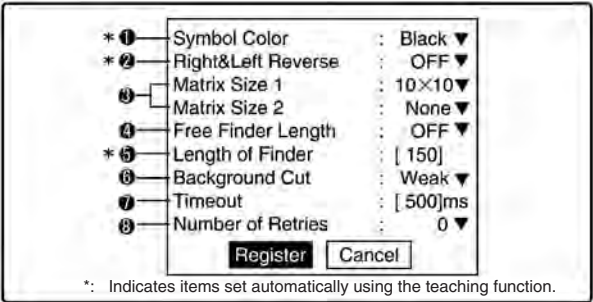 * ❶ Symbol Color : Black ▼
* ❷ Right&Left Reverse : OFF ▼
❸ Matrix Size 1 : 10×10▼
Matrix Size 2 : None▼
❹ Free Finder Length : OFF ▼
* ❺ Length of Finder : [ 150]
❻ Background Cut : Weak ▼
❼ Timeout : [ 500]ms
❽ Number of Retries : 0 ▼
Register Cancel
*: Indicates items set automatically using the teaching function.